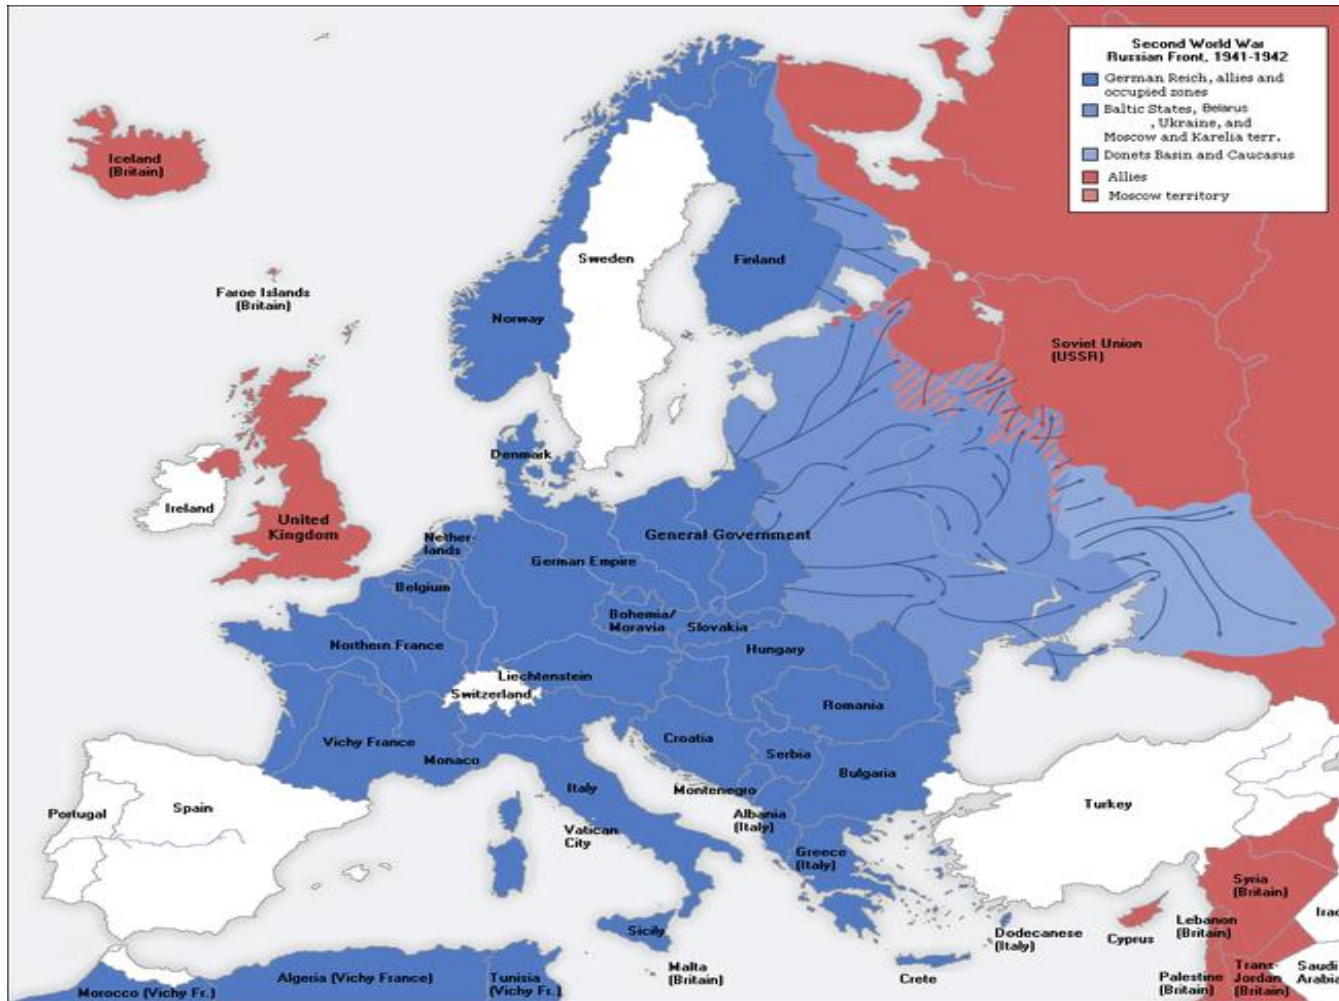 Second World War
Russian Front, 1941-1942
German Reich, allies and
occupied zones
Baltic States, Belarus
, Ukraine, and
Moscow and Karelia terr.
Donets Basin and Caucasus
Allies
Moscow territory
Iceland
(Britain)
Faroe Islands
(Britain)
Sweden
Finland
Norway
Soviet Union
(USSR)
Denmark
Ireland
United
Kingdom
Nether-
lands
General Government
German Empire
Belgium
Bohemia/
Moravia
Slovakia
Northern France
Hungary
Liechtenstein
Switzerland
Romania
Vichy France
Croatia
Monaco
Serbia
Bulgaria
Italy
Montenegro
Portugal
Spain
Turkey
Albania
(Italy)
Vatican
City
Greece
(Italy)
Syria
(Britain)
Sicily
Dodecanese
(Italy)
Cyprus
Lebanon
(Britain)
Iraq
Malta
(Britain)
Crete
Palestine
(Britain)
Trans-
Jordan
(Britain)
Saudi
Arabia
Algeria (Vichy France)
Tunisia
(Vichy Fr.)
Morocco (Vichy Fr.)